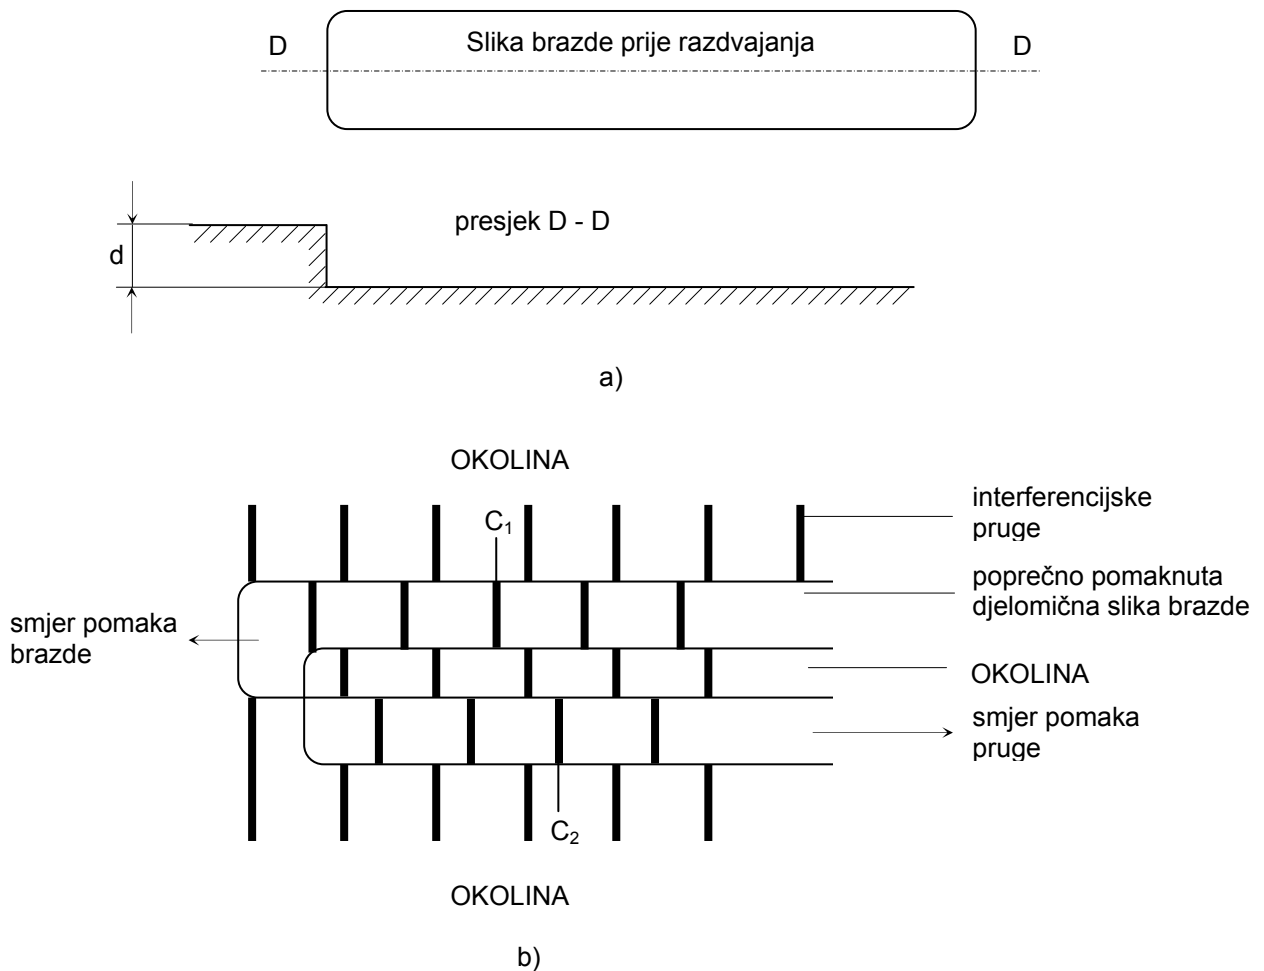 D
Slika brazde prije razdvajanja
D
presjek D - D
d
a)
OKOLINA
interferencijske
pruge
C1
poprečno pomaknuta
djelomična slika brazde
smjer pomaka
brazde
OKOLINA
smjer pomaka
pruge
C2
OKOLINA
b)